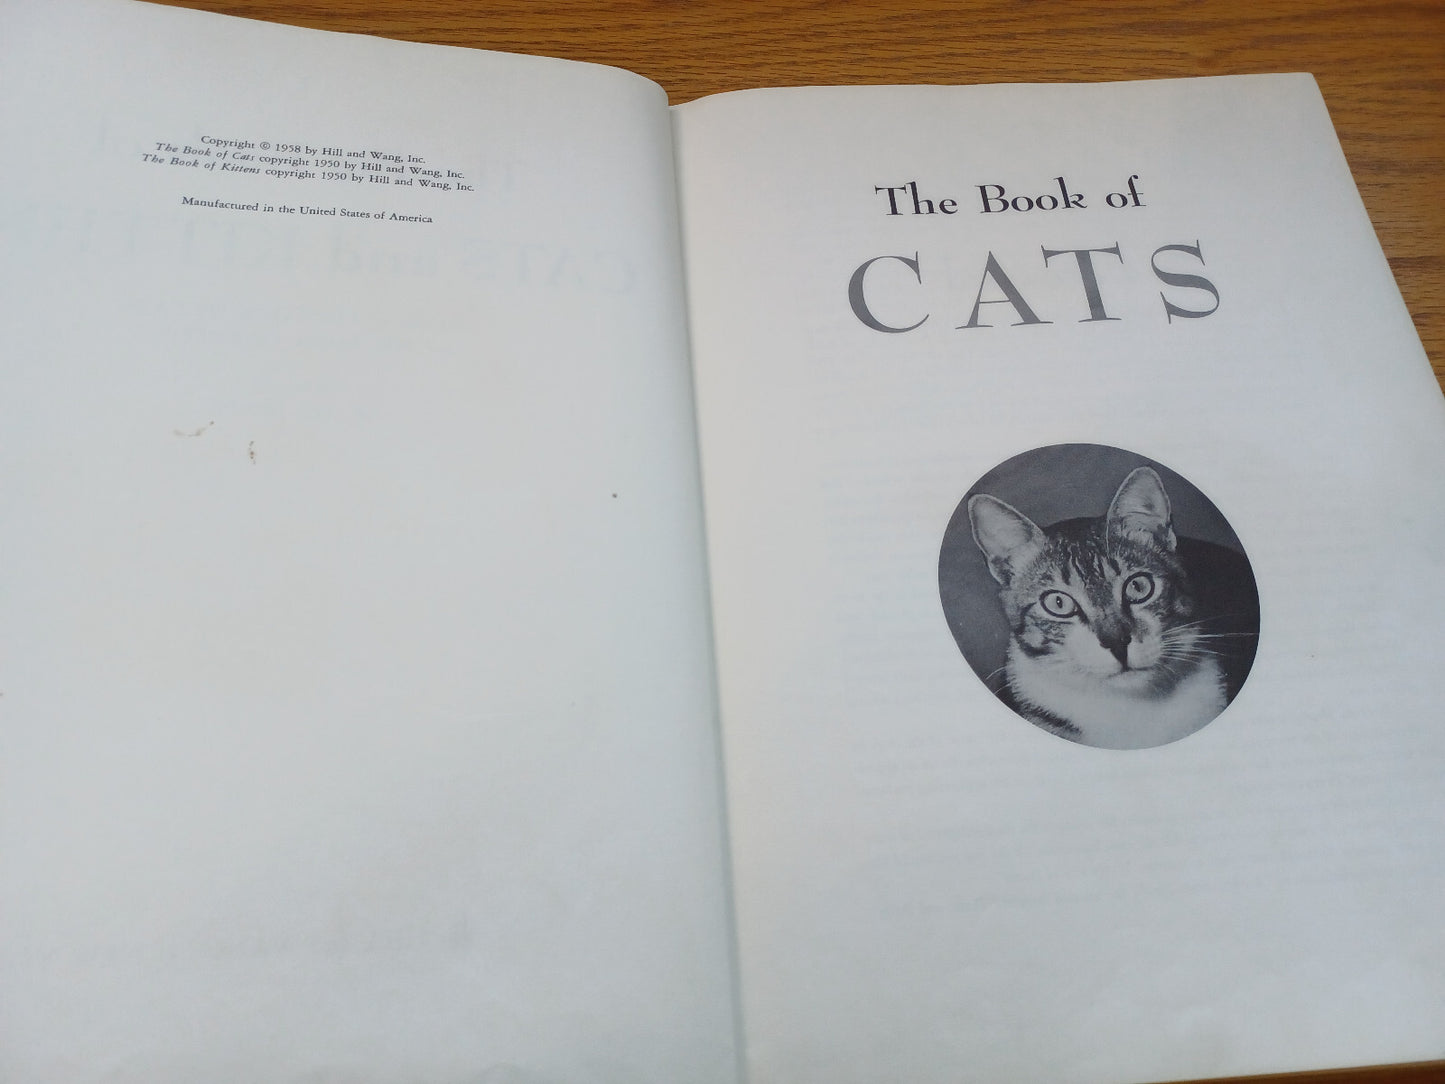 Copyright © 1958 by Hill and Wang, Inc.
The Book of Cats copyright 1950 by Hill and Wang, Inc.
The Book of Kittens copyright 1950 by Hill and Wang, Inc.
Manufactured in the United States of America
The Book of
CATS